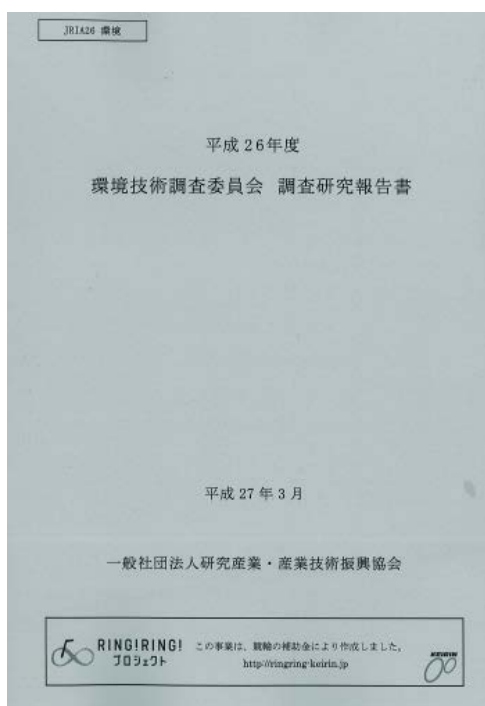 JRIA26 環境
平成26年度
環境技術調査委員会 調査研究報告書
平成 27 年 3 月
一般社団法人研究産業・産業技術振興協会
RING!RING!
プロジェクト
この事業は、競輪の補助金により作成しました。
http://ringring-keirin.jp
KEIRIN